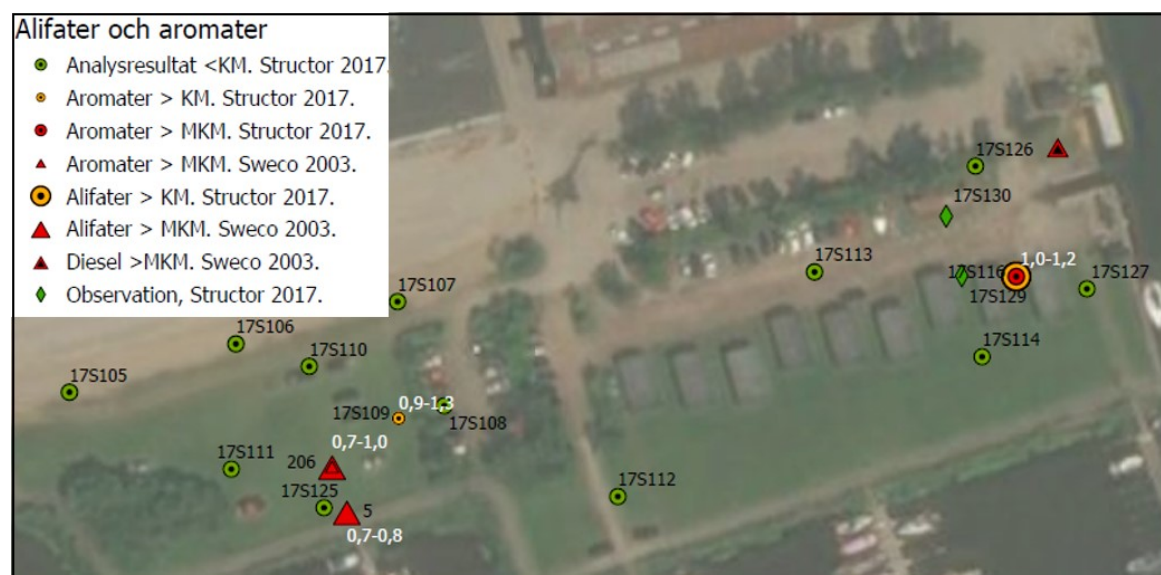 Alifater och aromater
Analysresultat <KM. Structor 2017.
Aromater > KM. Structor 2017.
Aromater > MKM. Structor 2017.
Aromater > MKM. Sweco 2003.
Alifater > KM. Structor 2017.
Alifater > MKM. Sweco 2003.
Diesel >MKM. Sweco 2003.
Observation, Structor 2017.
17S126
17S130
17S113
17S116
1,0-1,2
17S127
17S129
17S107
17S106
17S110
17S114
17S105
17S109
0,9-1,3
17S108
0,7-1,0
17S111
206
17S125
5
17S112
0,7-0,8